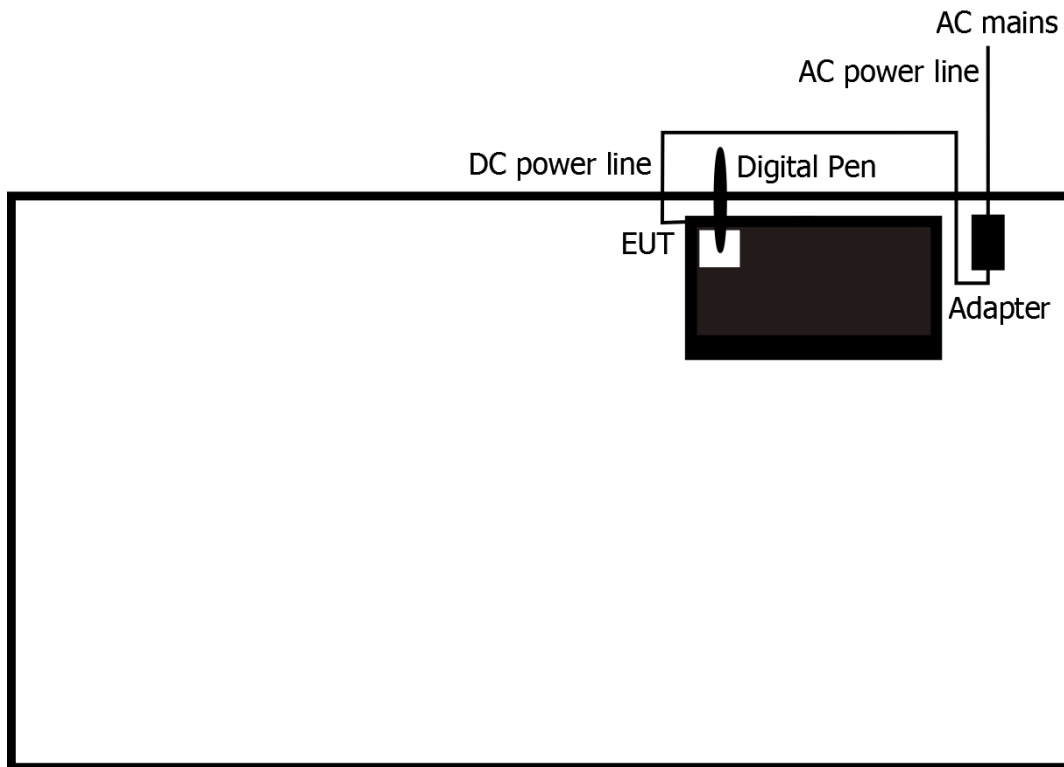 AC mains
AC power line
DC power line
Digital Pen
EUT
Adapter